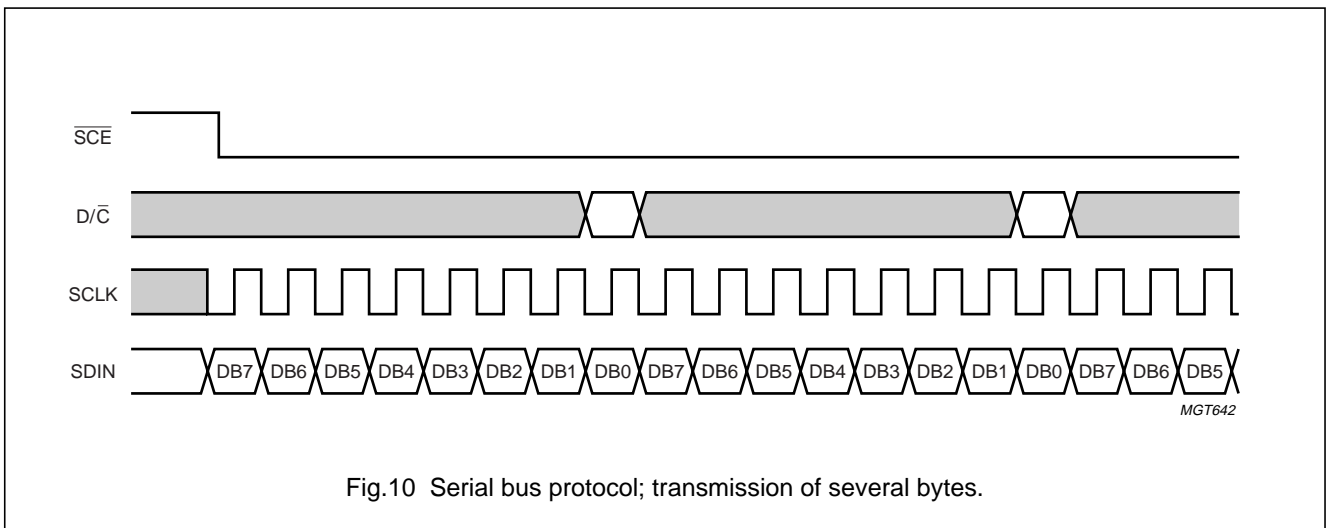 S̅C̅E̅
D/C̅
SCLK
SDIN DB7 DB6 DB5 DB4 DB3 DB2 DB1 DB0 DB7 DB6 DB5 DB4 DB3 DB2 DB1 DB0 DB7 DB6 DB5
MGT642
Fig.10 Serial bus protocol; transmission of several bytes.